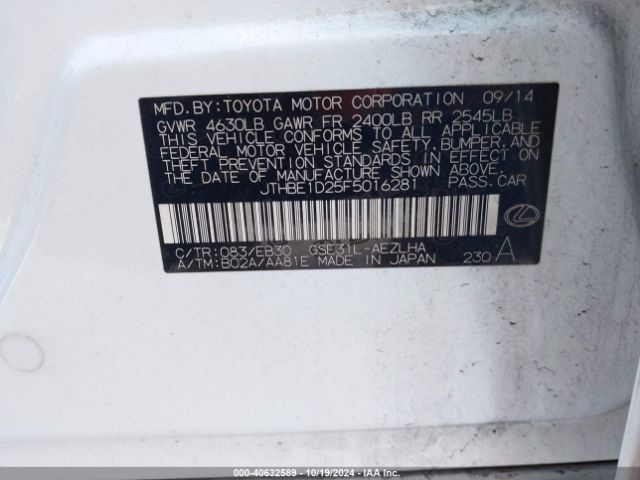 MFD.BY:TOYOTA MOTOR CORPORATION 09/14
GVWR 4630LB GAWR FR 2400LB RR 2545LB
THIS VEHICLE CONFORMS TO ALL APPLICABLE
FEDERAL MOTOR VEHICLE SAFETY, BUMPER, AND
THEFT PREVENTION STANDARDS IN EFFECT ON
THE DATE OF MANUFACTURE SHOWN ABOVE.
JTHBE1D25F5016281 PASS.CAR
C/TR:083/EB30 GSE31L-AEZLHA
A/TM:B02A/AA81E MADE IN JAPAN 230 A
000-40632589 - 10/19/2024 - IAA Inc.